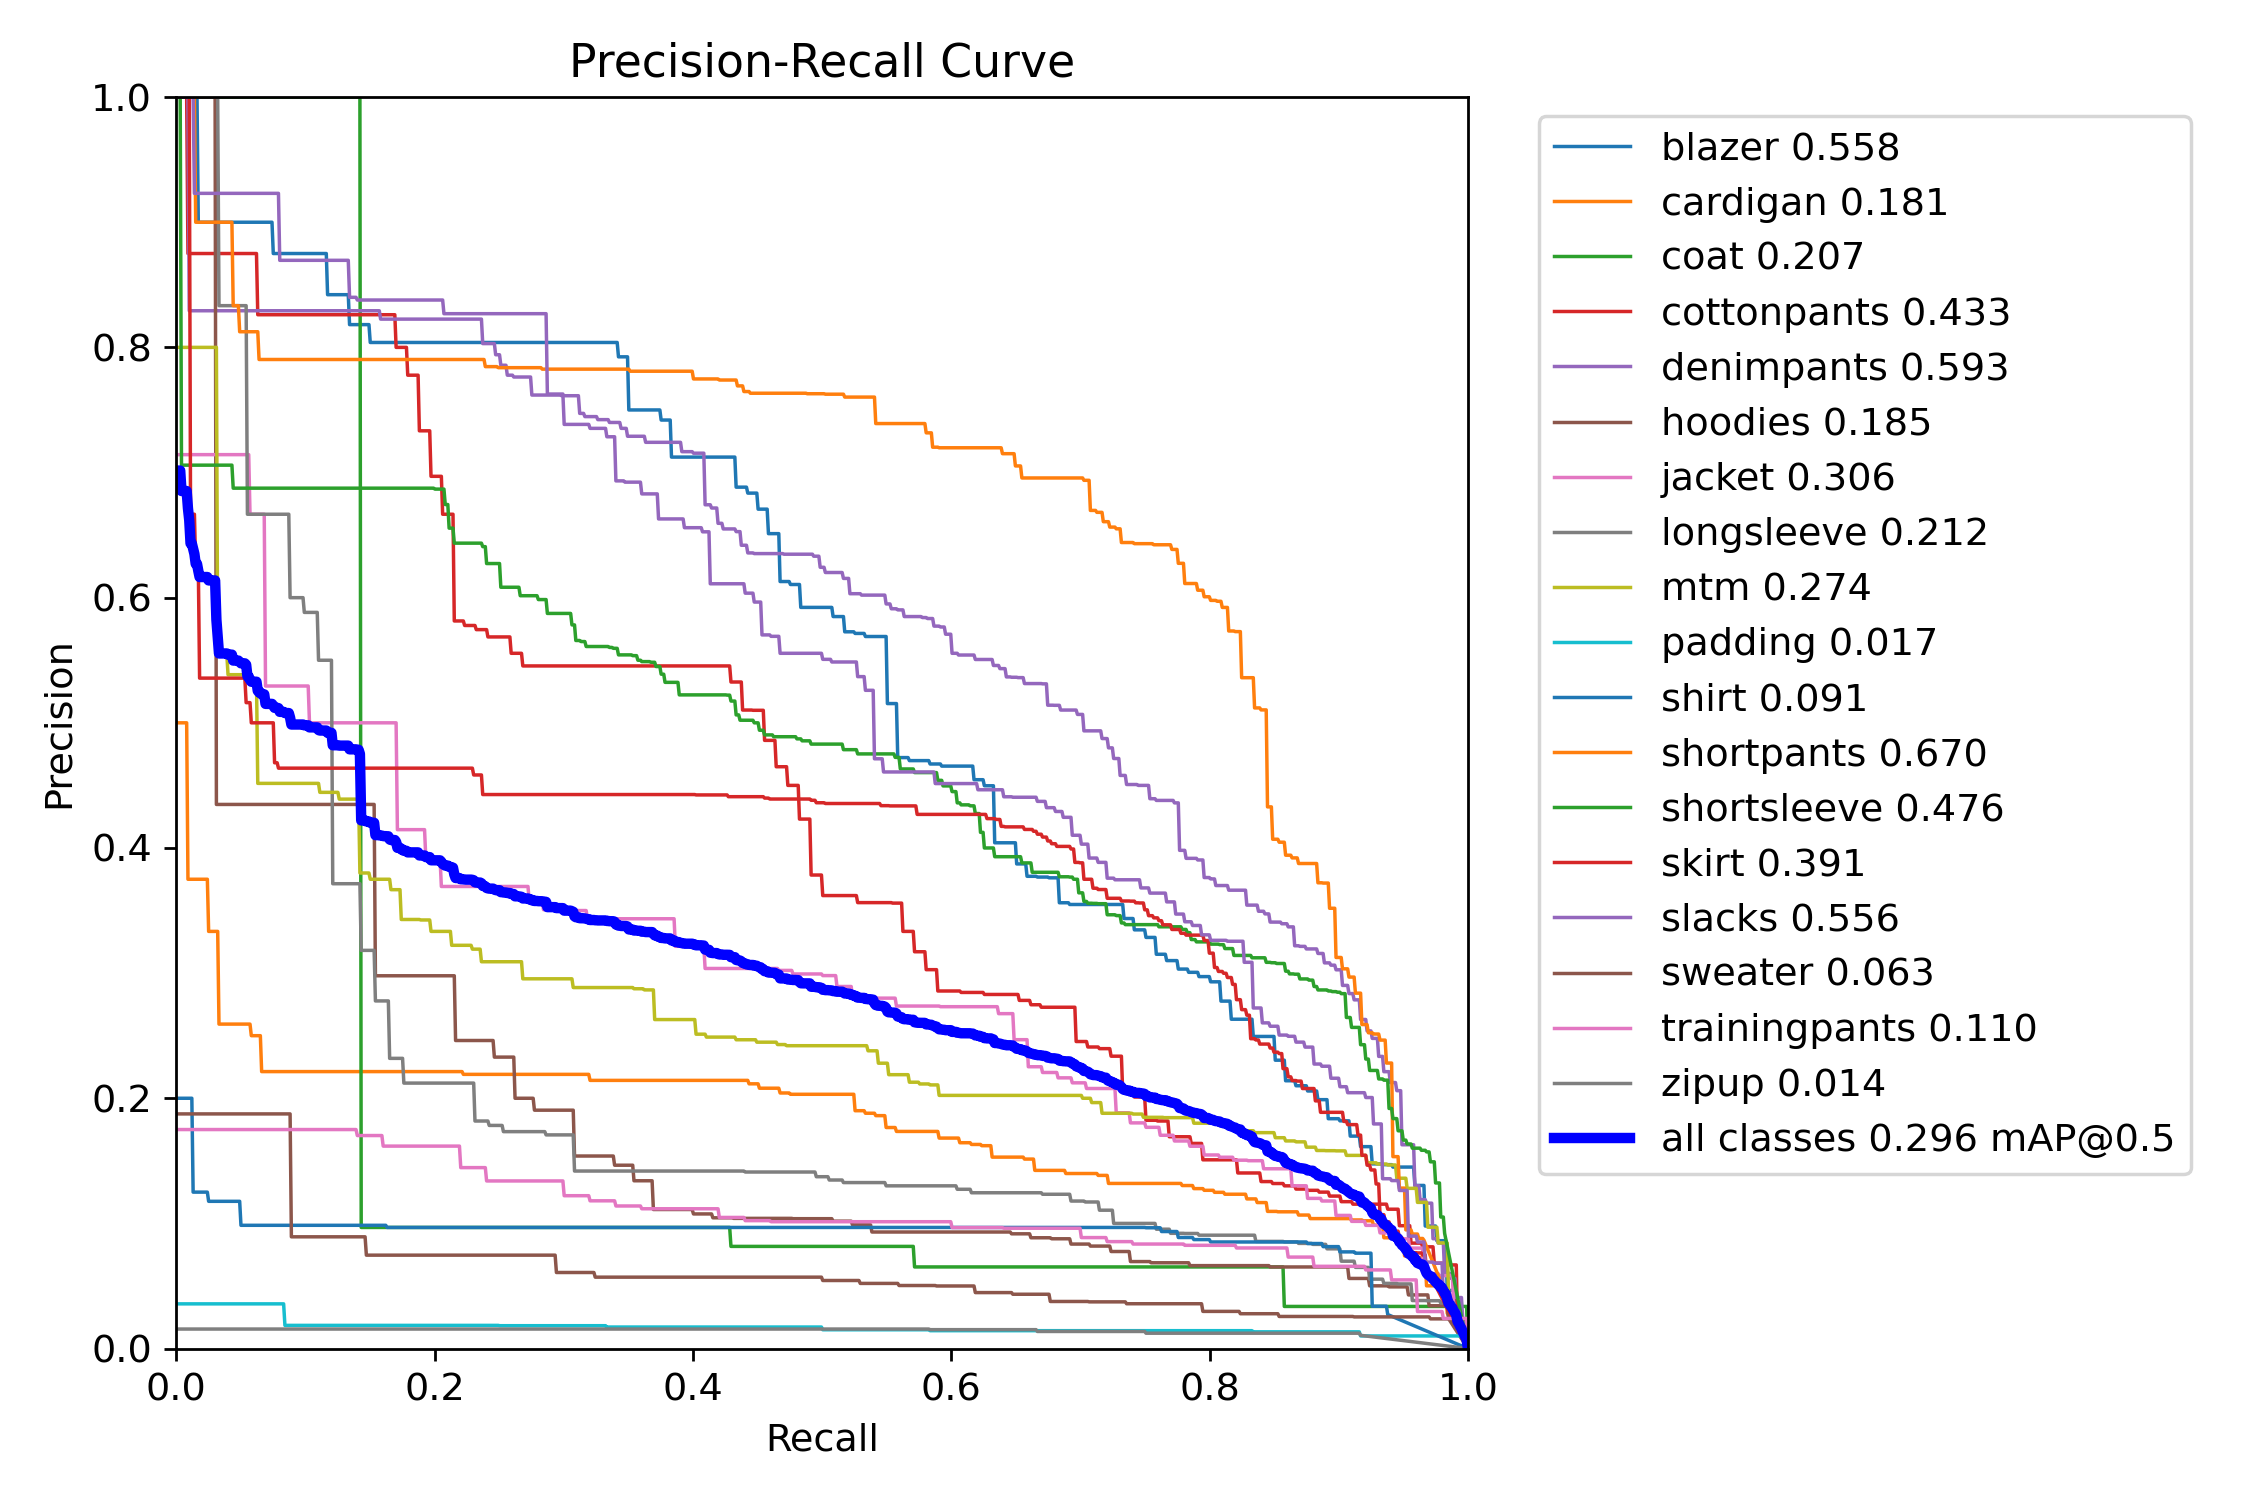 Precision-Recall Curve
1.0
0.8
0.6
0.4
0.2
0.0
Precision
0.0 0.2 0.4 0.6 0.8 1.0
Recall
blazer 0.558
cardigan 0.181
coat 0.207
cottonpants 0.433
denimpants 0.593
hoodies 0.185
jacket 0.306
longsleeve 0.212
mtm 0.274
padding 0.017
shirt 0.091
shortpants 0.670
shortsleeve 0.476
skirt 0.391
slacks 0.556
sweater 0.063
trainingpants 0.110
zipup 0.014
all classes 0.296 mAP@0.5